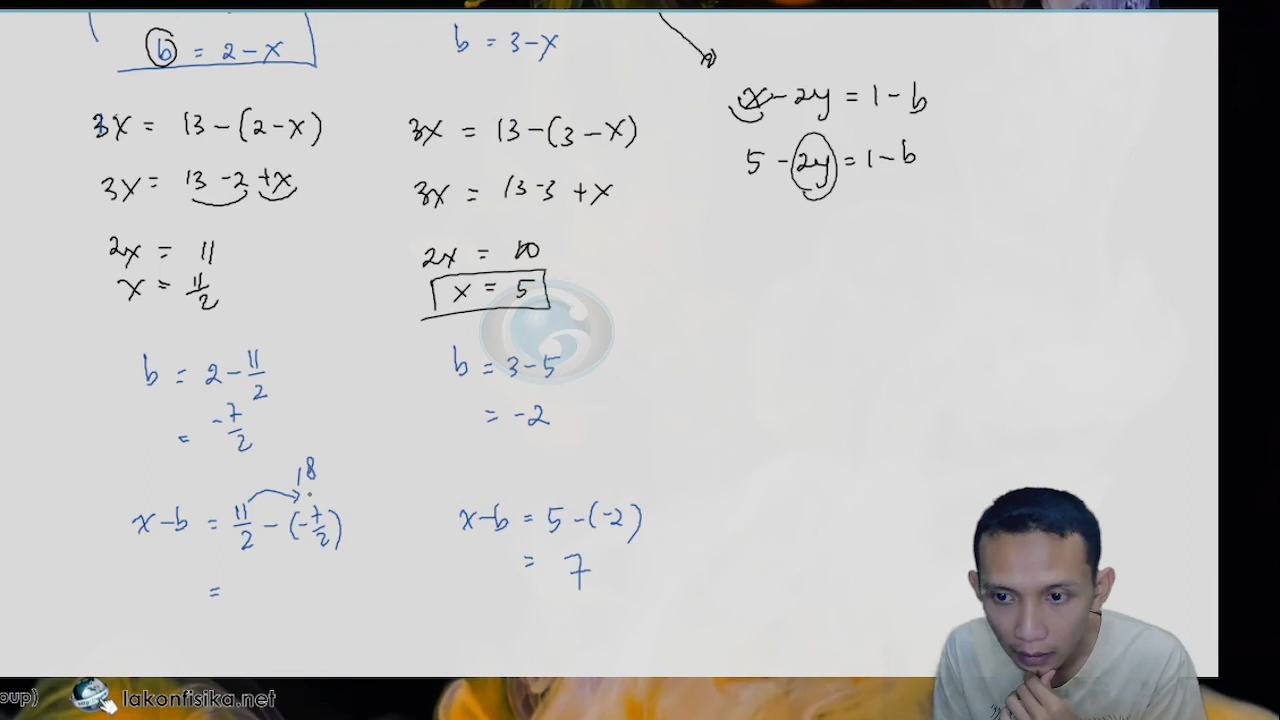 b = 2 - x
3x = 13 - (2 - x)
3x = 13 - 2 + x
2x = 11
x = 11/2
b = 2 - 11/2
= -7/2
18
x - b = 11/2 - (-7/2)
=
b = 3 - x
3x = 13 - (3 - x)
3x = 13 - 3 + x
2x = 10
x = 5
b = 3 - 5
= -2
x - b = 5 - (-2)
= 7
x - 2y = 1 - b
5 - 2y = 1 - b
oup)
lakonfisika.net